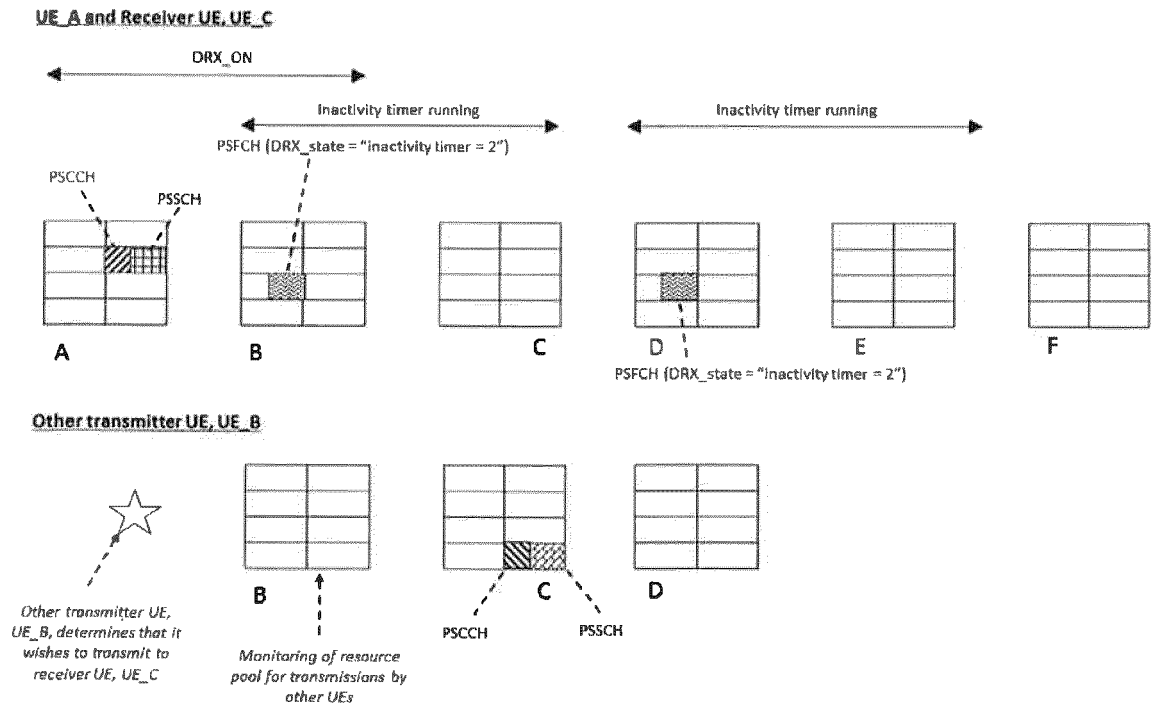 UE_A and Receiver UE, UE_C
DRX_ON
Inactivity timer running
Inactivity timer running
PSFCH (DRX_state = “inactivity timer = 2”)
PSCCH
PSSCH
A
B
C
D
E
F
PSFCH (DRX_state = “inactivity timer = 2”)
Other transmitter UE, UE_B
B
C
D
PSCCH
PSSCH
Other transmitter UE,
UE_B, determines that it
wishes to transmit to
receiver UE, UE_C
Monitoring of resource
pool for transmissions by
other UEs